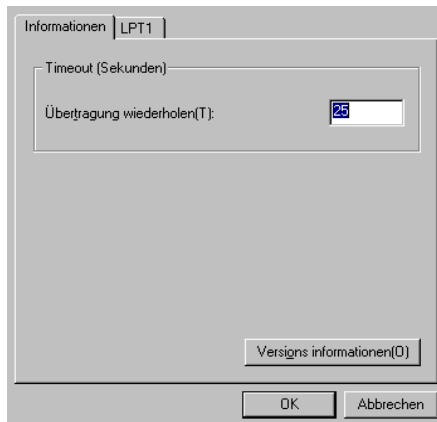 Informationen LPT1
Timeout (Sekunden)
Übertragung wiederholen(T): 25
Versions informationen(O)
OK Abbrechen